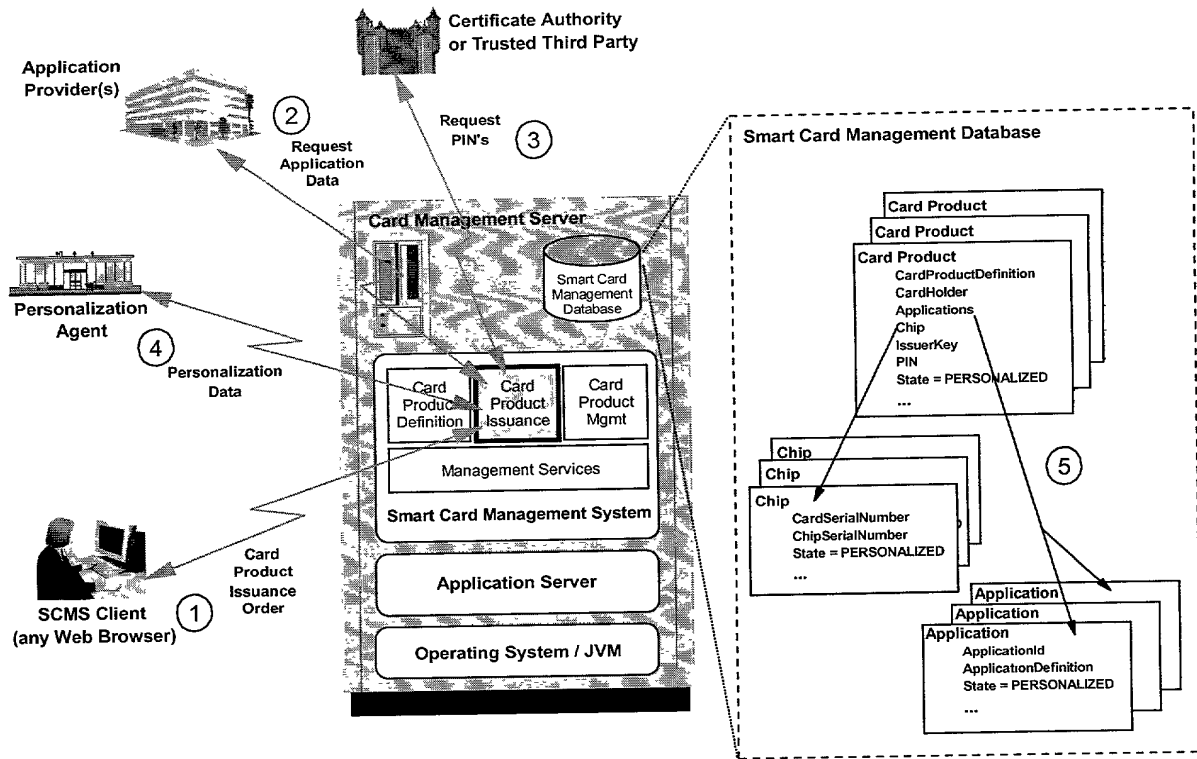 Certificate Authority
or Trusted Third Party
Application
Provider(s)
2
Request
Application
Data
Request
PIN's
3
Smart Card Management Database
Card Management Server
Smart Card
Management
Database
Card Product
Card Product
Card Product
CardProductDefinition
CardHolder
Applications
Chip
IssuerKey
PIN
State = PERSONALIZED
...
Personalization
Agent
4
Personalization
Data
Card
Product
Definition
Card
Product
Issuance
Card
Product
Mgmt
Management Services
Smart Card Management System
Chip
Chip
Chip
CardSerialNumber
ChipSerialNumber
State = PERSONALIZED
...
5
Card
Product
Issuance
Order
SCMS Client
(any Web Browser)
1
Application Server
Operating System / JVM
Application
Application
Application
ApplicationId
ApplicationDefinition
State = PERSONALIZED
...